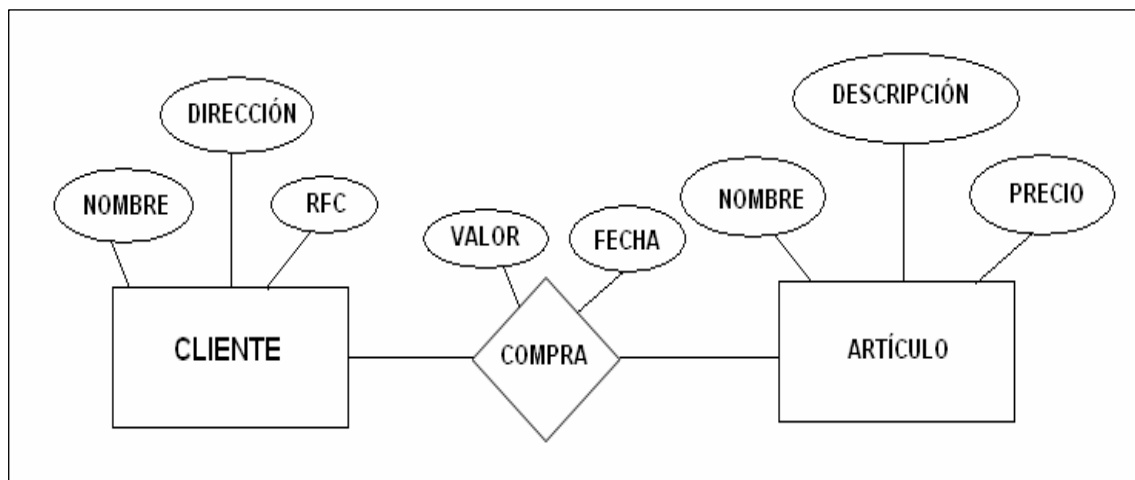 DIRECCIÓN
NOMBRE
RFC
CLIENTE
VALOR
FECHA
COMPRA
DESCRIPCIÓN
NOMBRE
PRECIO
ARTÍCULO